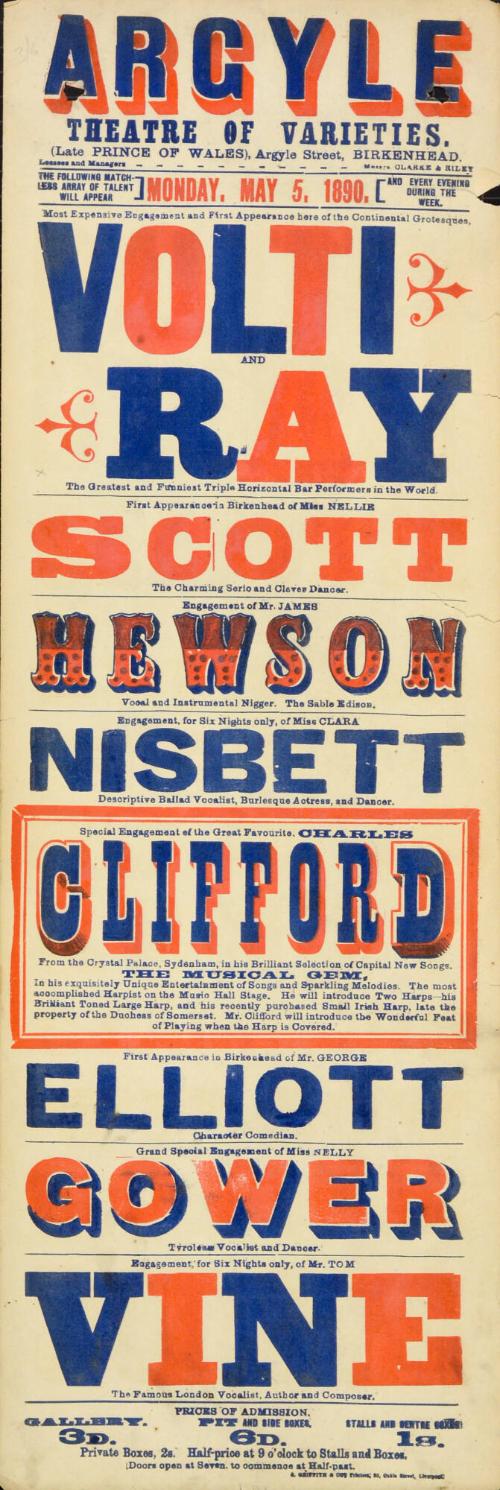 ARGYLE
THEATRE OF VARIETIES.
(Late PRINCE OF WALES), Argyle Street, BIRKENHEAD.
Lessees and Managers - - - - - - - - Messrs CLARKE & RILEY
THE FOLLOWING MATCH-
LESS ARRAY OF TALENT
WILL APPEAR
MONDAY, MAY 5, 1890,
AND EVERY EVENING
DURING THE
WEEK.
Most Expensive Engagement and First Appearance here of the Continental Grotesques,
VOLTI
AND
RAY
The Greatest and Funniest Triple Horizontal Bar Performers in the World.
First Appearance in Birkenhead of Miss NELLIE
SCOTT
The Charming Serio and Clever Dancer.
Engagement of Mr. JAMES
HEWSON
Vocal and Instrumental Nigger. The Sable Edison.
Engagement, for Six Nights only, of Miss CLARA
NISBETT
Descriptive Ballad Vocalist, Burlesque Actress, and Dancer.
Special Engagement of the Great Favourite, CHARLES
CLIFFORD
From the Crystal Palace, Sydenham, in his Brilliant Selection of Capital New Songs.
THE MUSICAL GEM,
In his exquisitely Unique Entertainment of Songs and Sparkling Melodies. The most
accomplished Harpist on the Music Hall Stage. He will introduce Two Harps—his
Brilliant Toned Large Harp, and his recently purchased Small Irish Harp, late the
property of the Duchess of Somerset. Mr. Clifford will introduce the Wonderful Feat
of Playing when the Harp is Covered.
First Appearance in Birkenhead of Mr. GEORGE
ELLIOTT
Character Comedian.
Grand Special Engagement of Miss NELLY
GOWER
Tyrolean Vocalist and Dancer.
Engagement, for Six Nights only, of Mr. TOM
VINE
The Famous London Vocalist, Author and Composer.
PRICES OF ADMISSION.
GALLERY. PIT AND SIDE BOXES, STALLS AND CENTRE BOXES
3D. 6D. 1s.
Private Boxes, 2s. Half-price at 9 o'clock to Stalls and Boxes,
Doors open at Seven, to commence at Half-past.
GRIFFITH & Printers, Street, Liverpool